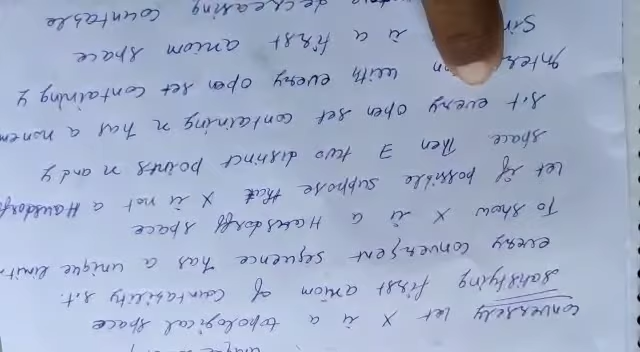 unique
Conversely let X is a topological space
satisfying first axiom of countability s.t.
every convergent sequence has a unique limit.
To show X is a Hausdorff space
Let if possible suppose that X is not a Hausdorff
space Then ∃ two distinct points x and y
s.t every open set containing x has a nonem
with every open set containing y
is a first axiom space
decreasing countable